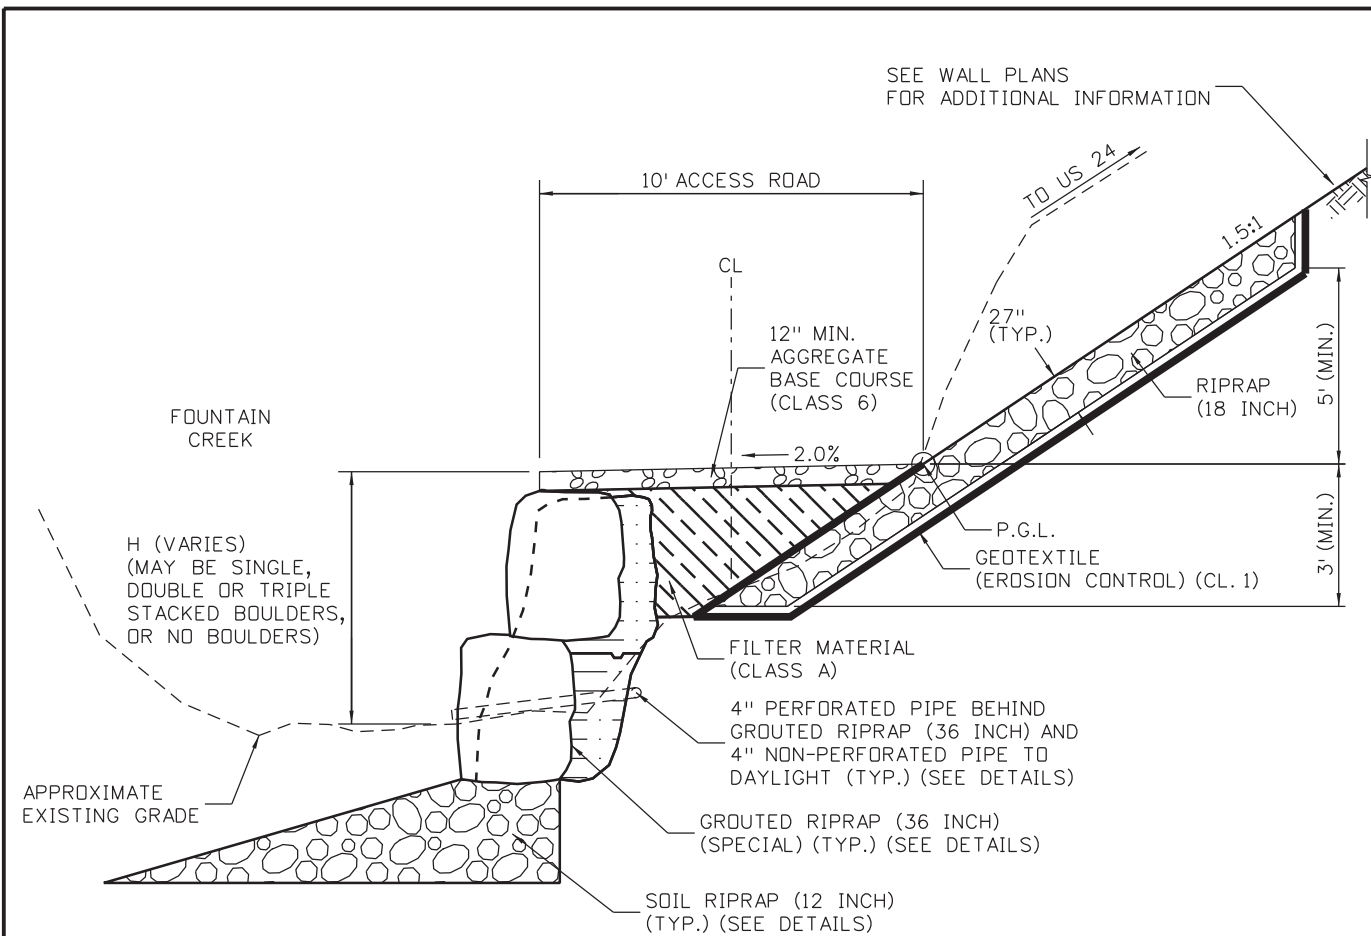 SEE WALL PLANS
FOR ADDITIONAL INFORMATION
TO US 24
10' ACCESS ROAD
1.5:1
CL
27"
(TYP.)
12" MIN.
AGGREGATE
BASE COURSE
(CLASS 6)
5' (MIN.)
RIPRAP
(18 INCH)
FOUNTAIN
CREEK
2.0%
P.G.L.
3' (MIN.)
GEOTEXTILE
(EROSION CONTROL) (CL. 1)
H (VARIES)
(MAY BE SINGLE,
DOUBLE OR TRIPLE
STACKED BOULDERS,
OR NO BOULDERS)
FILTER MATERIAL
(CLASS A)
4" PERFORATED PIPE BEHIND
GROUTED RIPRAP (36 INCH) AND
4" NON-PERFORATED PIPE TO
DAYLIGHT (TYP.) (SEE DETAILS)
APPROXIMATE
EXISTING GRADE
GROUTED RIPRAP (36 INCH)
(SPECIAL) (TYP.) (SEE DETAILS)
SOIL RIPRAP (12 INCH)
(TYP.) (SEE DETAILS)